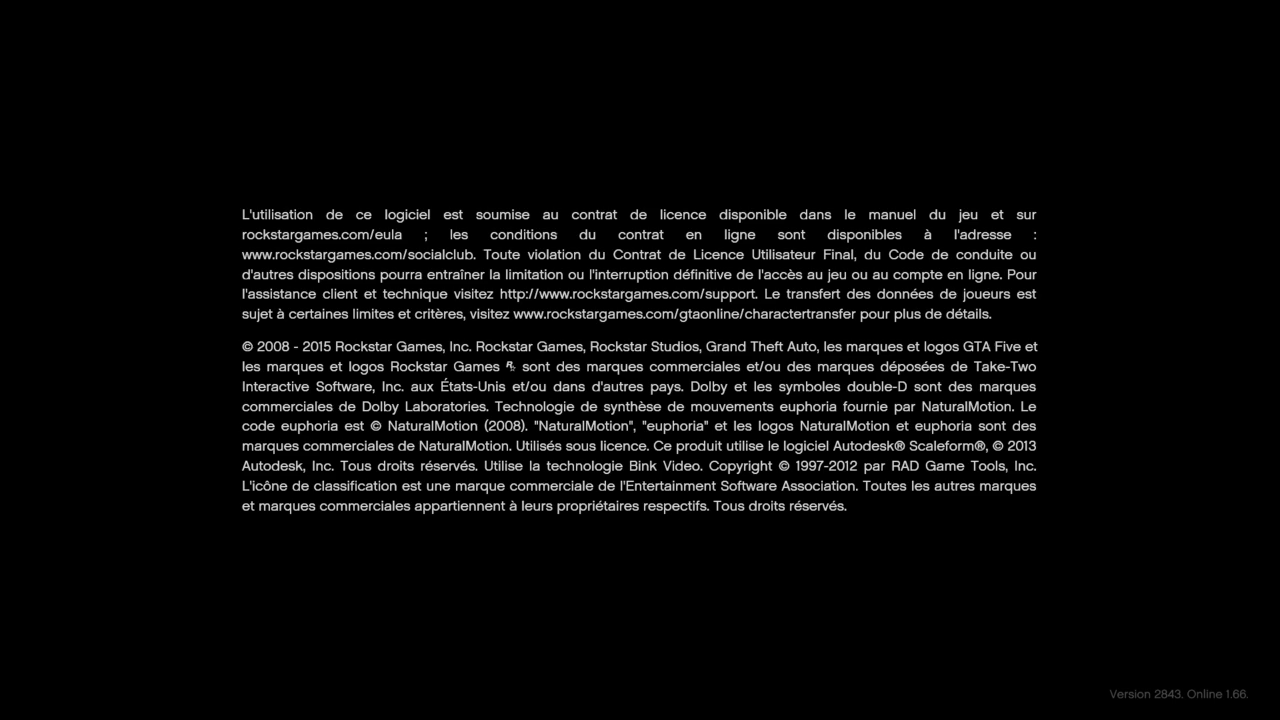 L'utilisation de ce logiciel est soumise au contrat de licence disponible dans le manuel du jeu et sur
rockstargames.com/eula ; les conditions du contrat en ligne sont disponibles à l'adresse :
www.rockstargames.com/socialclub. Toute violation du Contrat de Licence Utilisateur Final, du Code de conduite ou
d'autres dispositions pourra entraîner la limitation ou l'interruption définitive de l'accès au jeu ou au compte en ligne. Pour
l'assistance client et technique visitez http://www.rockstargames.com/support. Le transfert des données de joueurs est
sujet à certaines limites et critères, visitez www.rockstargames.com/gtaonline/charactertransfer pour plus de détails.
© 2008 - 2015 Rockstar Games, Inc. Rockstar Games, Rockstar Studios, Grand Theft Auto, les marques et logos GTA Five et
les marques et logos Rockstar Games R* sont des marques commerciales et/ou des marques déposées de Take-Two
Interactive Software, Inc. aux États-Unis et/ou dans d'autres pays. Dolby et les symboles double-D sont des marques
commerciales de Dolby Laboratories. Technologie de synthèse de mouvements euphoria fournie par NaturalMotion. Le
code euphoria est © NaturalMotion (2008). "NaturalMotion", "euphoria" et les logos NaturalMotion et euphoria sont des
marques commerciales de NaturalMotion. Utilisés sous licence. Ce produit utilise le logiciel Autodesk® Scaleform®, © 2013
Autodesk, Inc. Tous droits réservés. Utilise la technologie Bink Video. Copyright © 1997-2012 par RAD Game Tools, Inc.
L'icône de classification est une marque commerciale de l'Entertainment Software Association. Toutes les autres marques
et marques commerciales appartiennent à leurs propriétaires respectifs. Tous droits réservés.
Version 2843. Online 1.66.